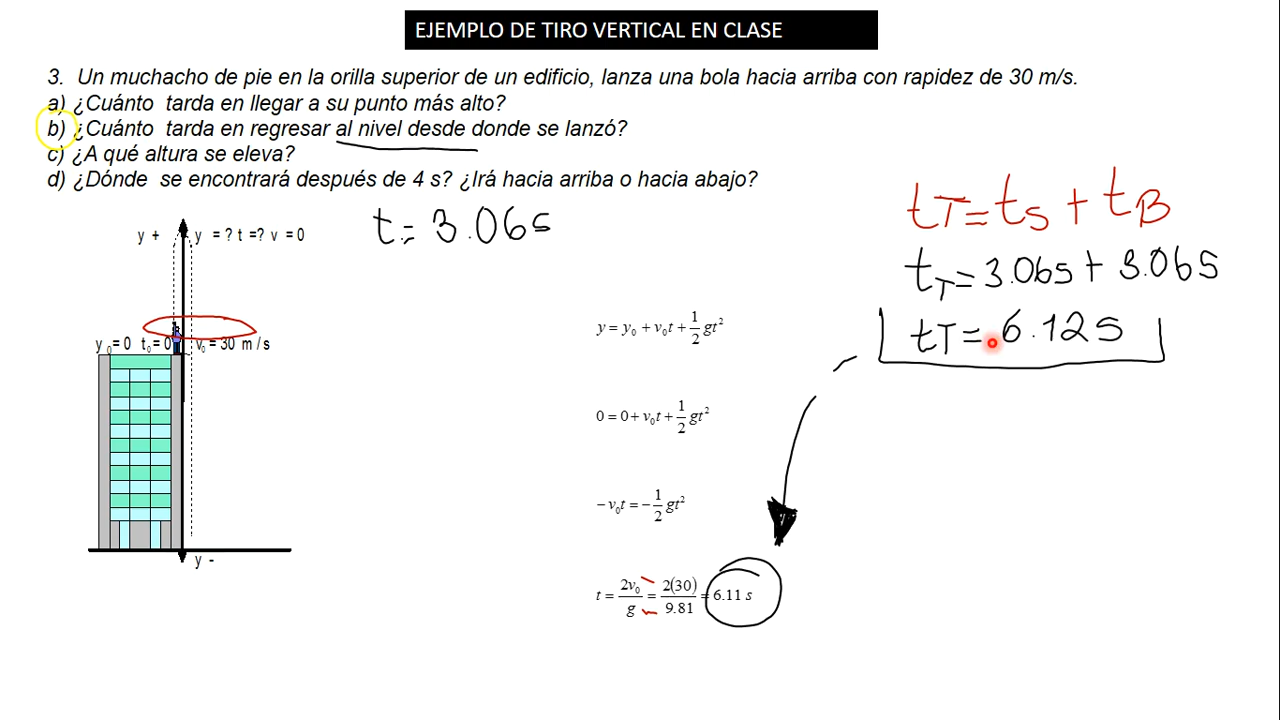 EJEMPLO DE TIRO VERTICAL EN CLASE
3. Un muchacho de pie en la orilla superior de un edificio, lanza una bola hacia arriba con rapidez de 30 m/s.
a) ¿Cuánto tarda en llegar a su punto más alto?
b) ¿Cuánto tarda en regresar al nivel desde donde se lanzó?
c) ¿A qué altura se eleva?
d) ¿Dónde se encontrará después de 4 s? ¿Irá hacia arriba o hacia abajo?
t = 3.06s
tT = tS + tB
tT = 3.06s + 3.06s
tT = 6.12s
y + y = ? t =? v = 0
y₀=0 t₀=0 v₀ = 30 m/s
y -
y = y₀ + v₀t + 1/2 gt²
0 = 0 + v₀t + 1/2 gt²
-v₀t = -1/2 gt²
t = 2v₀/g = 2(30)/9.81 = 6.11 s